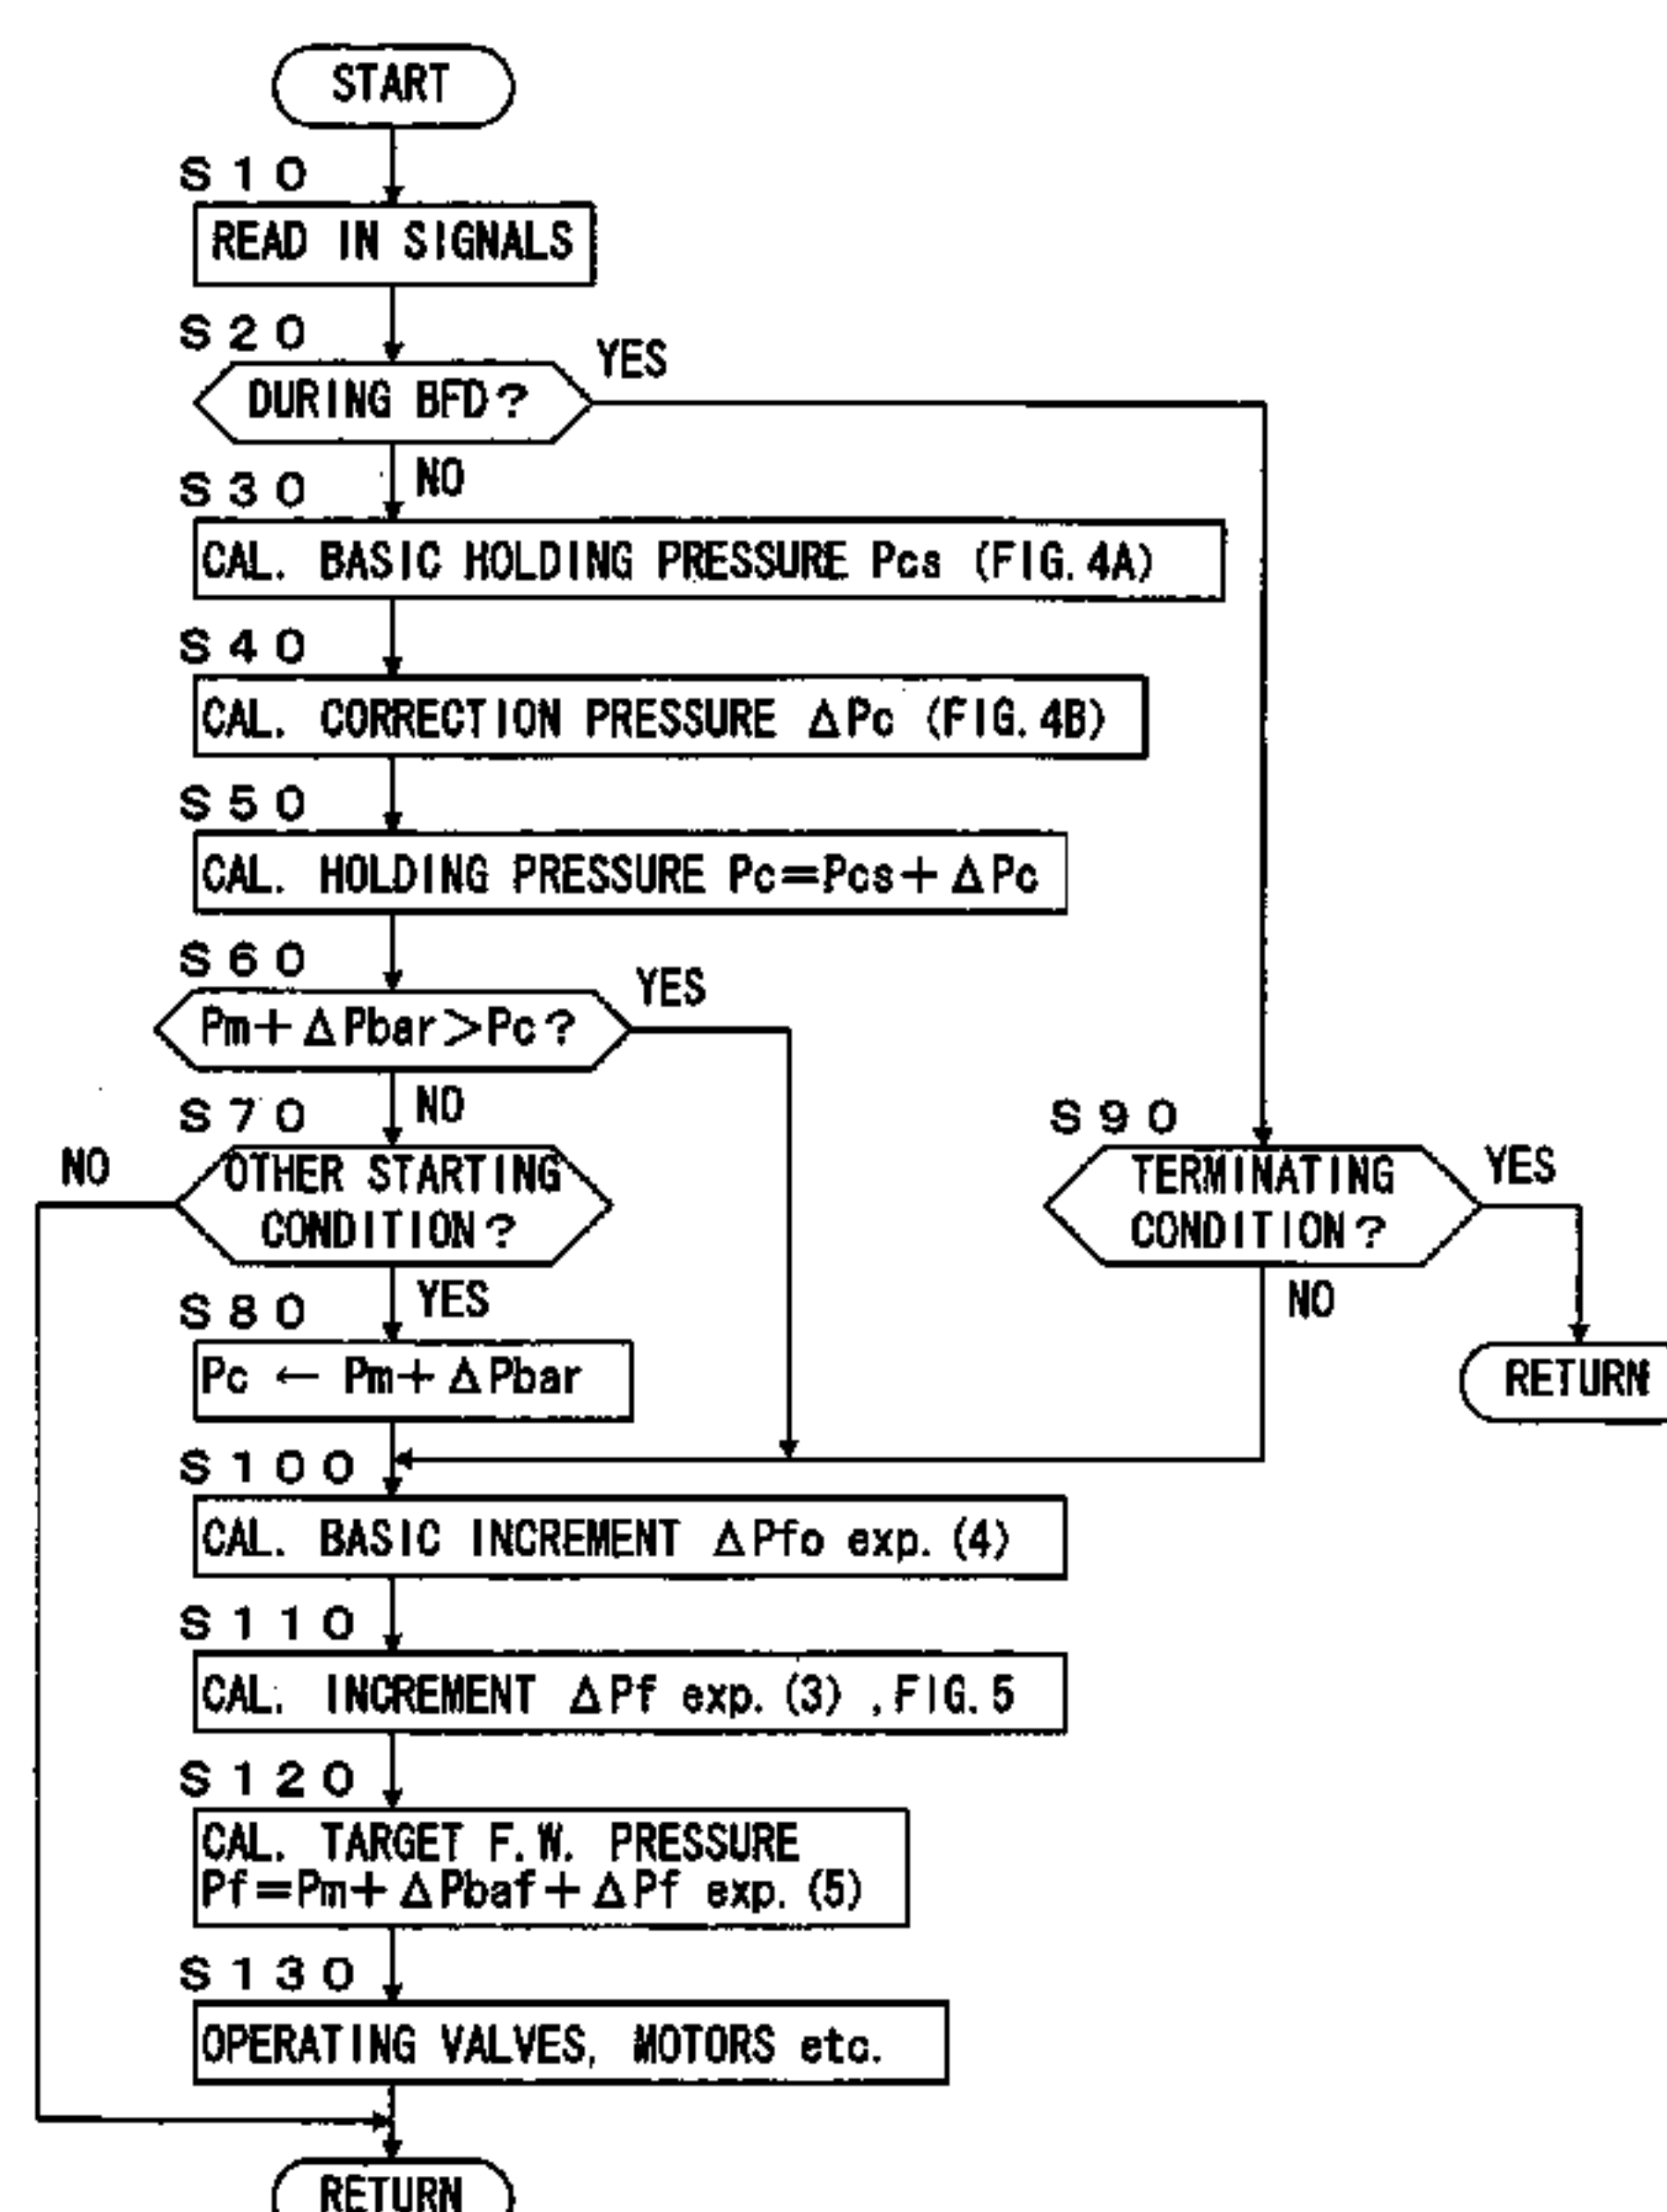 START
S10
READ IN SIGNALS
S20
YES
DURING BFD?
NO
S30
CAL. BASIC HOLDING PRESSURE Pcs (FIG.4A)
S40
CAL. CORRECTION PRESSURE ΔPc (FIG.4B)
S50
CAL. HOLDING PRESSURE Pc=Pcs+ΔPc
S60
YES
Pm+ΔPbar>Pc?
NO
S70
NO
OTHER STARTING
CONDITION?
YES
S90
TERMINATING
CONDITION?
YES
NO
RETURN
S80
Pc ← Pm+ΔPbar
S100
CAL. BASIC INCREMENT ΔPfo exp.(4)
S110
CAL. INCREMENT ΔPf exp.(3) ,FIG.5
S120
CAL. TARGET F.W. PRESSURE
Pf=Pm+ΔPbaf+ΔPf exp.(5)
S130
OPERATING VALVES, MOTORS etc.
RETURN